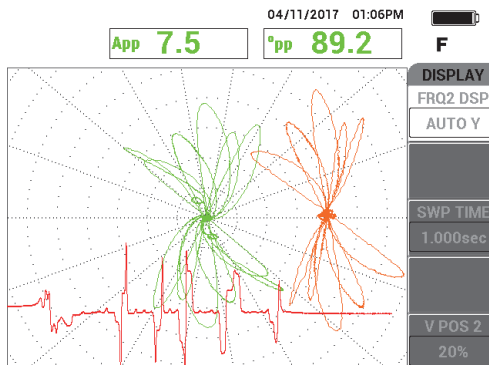 04/11/2017 01:06PM
App 7.5
°pp 89.2
F
DISPLAY
FRQ2 DSP
AUTO Y
SWP TIME
1.000sec
V POS 2
20%